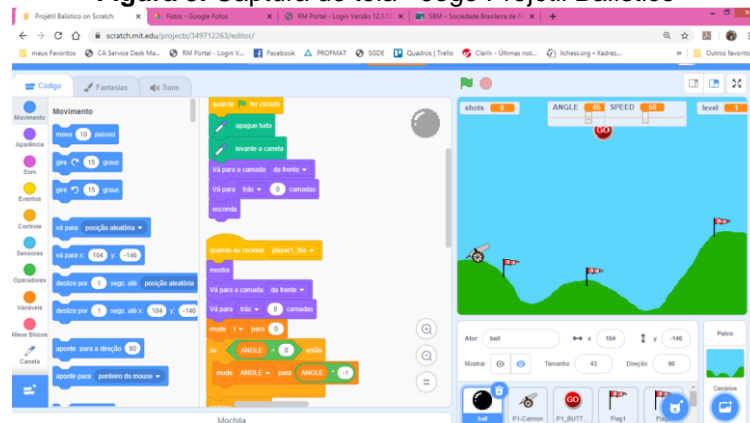 Figura 5: Captura de tela - Jogo Projétil Balístico
Projétil Balístico on Scratch
Fotos - Google Fotos
RM Portal - Login Versão 12.1.1
SBM – Sociedade Brasileira de M
scratch.mit.edu/projects/349712263/editor/
meus Favoritos
CA Service Desk Ma...
RM Portal - Login V...
Facebook
PROFMAT
SGDE
Quadros | Trello
Clarín - Últimas not...
lichess.org • Xadrez...
Outros favoritos
Código
Fantasias
Sons
Movimento
Aparência
Som
Eventos
Controle
Sensores
Operadores
Variáveis
Meus Blocos
Caneta
Movimento
mova 10 passos
gire 15 graus
gire 15 graus
vá para posição aleatória
vá para x: 104 y: -146
deslize por 1 segs. até posição aleatória
deslize por 1 segs. até x: 104 y: -146
aponte para a direção 90
aponte para ponteiro do mouse
quando for clicado
apague tudo
levante a caneta
Vá para a camada da frente
Vá para trás 0 camadas
esconda
quando eu receber player1_fire
mostre
Vá para a camada da frente
Vá para trás 0 camadas
mude t para 0
se ANGLE 0 então
mude ANGLE para ANGLE * -1
Mochila
shots 0
ANGLE 45
SPEED 50
level 1
GO
Ator ball
x 104
y -146
Mostrar
Tamanho 43
Direção 90
Palco
Cenários
ball
P1-Cannon
P1_BUTT...
GO
Flag1